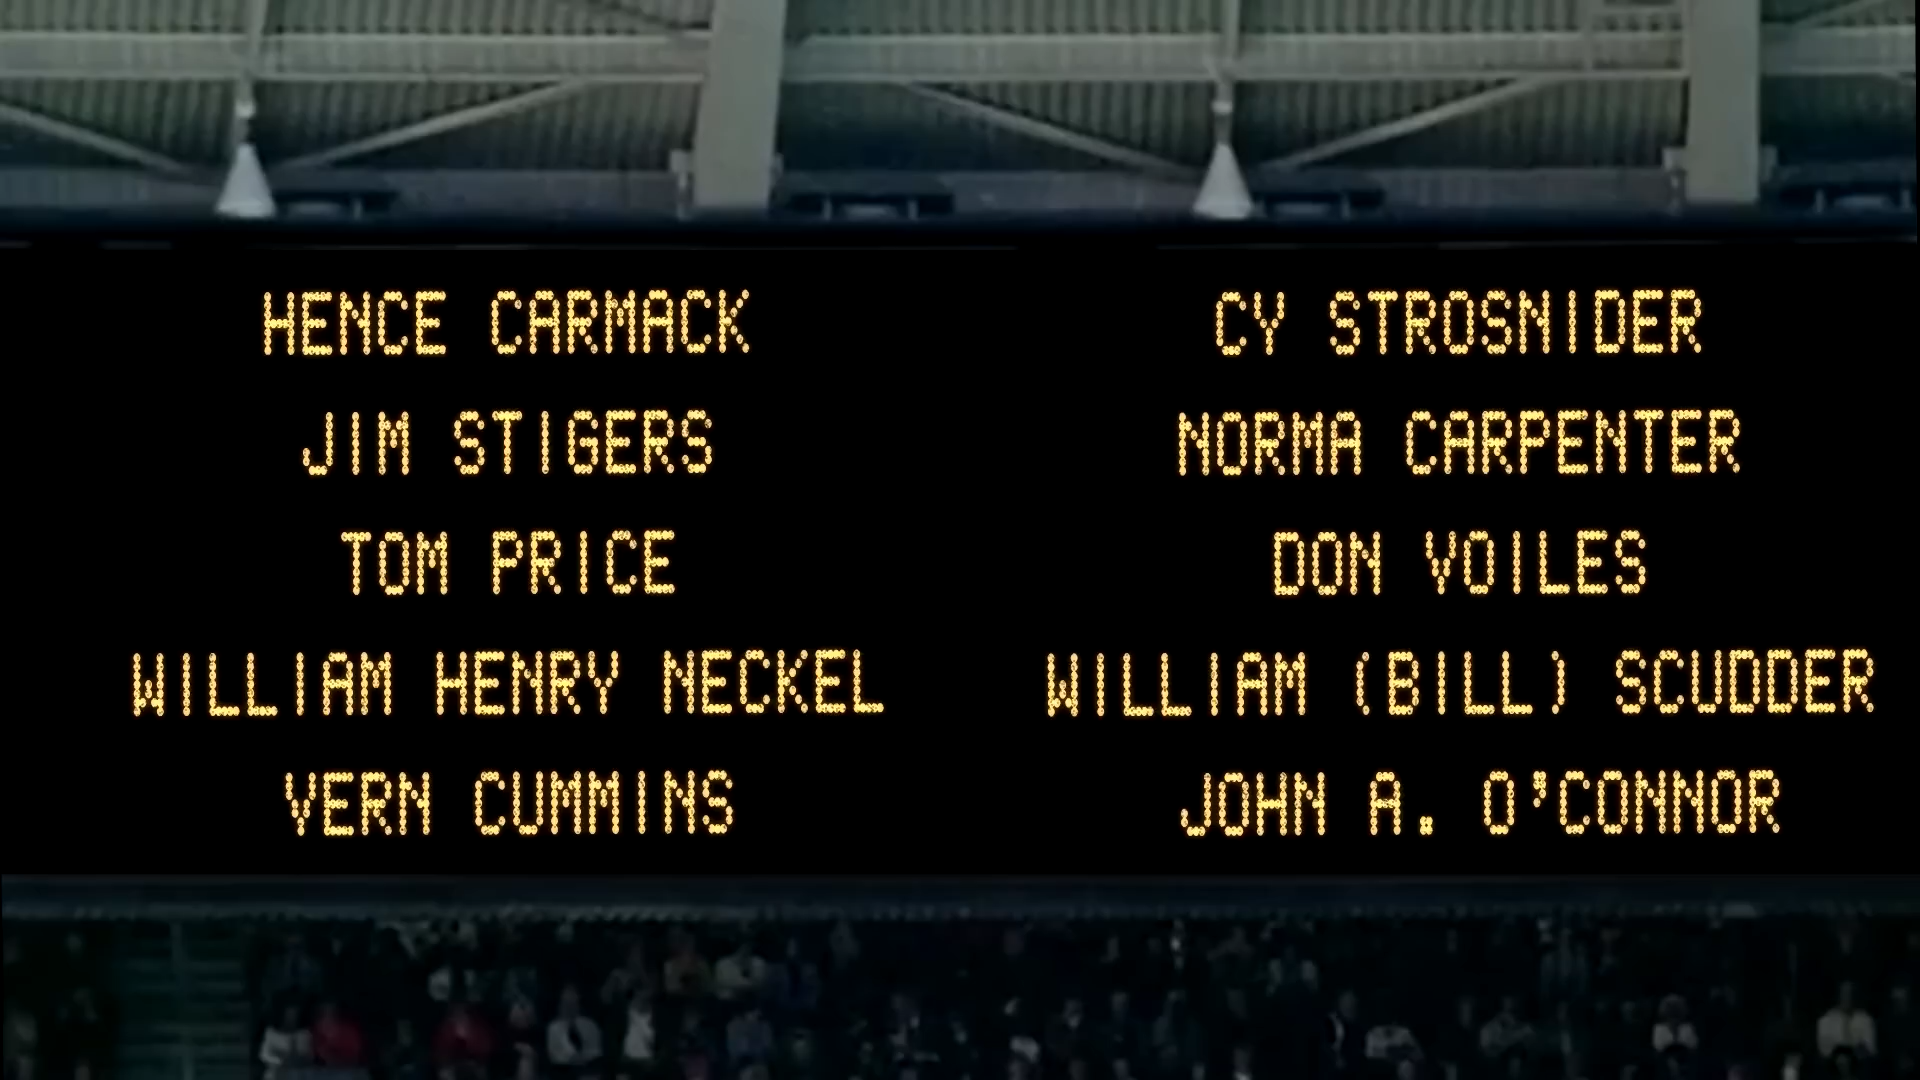 HENCE CARMACK
JIM STIGERS
TOM PRICE
WILLIAM HENRY NECKEL
VERN CUMMINS
CY STROSNIDER
NORMA CARPENTER
DON VOILES
WILLIAM (BILL) SCUDDER
JOHN A. O'CONNOR